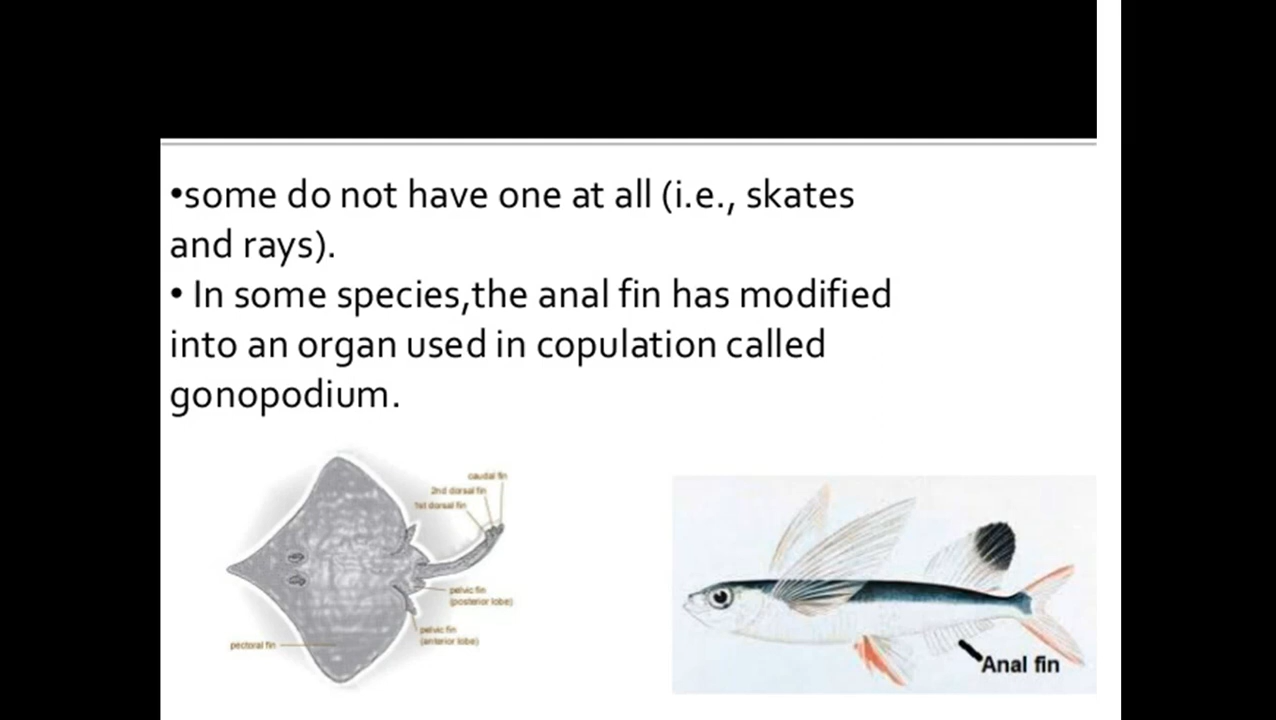 •some do not have one at all (i.e., skates
and rays).
• In some species,the anal fin has modified
into an organ used in copulation called
gonopodium.
caudal fin
2nd dorsal fin
1st dorsal fin
pelvic fin
(posterior lobe)
pelvic fin
(anterior lobe)
pectoral fin
Anal fin